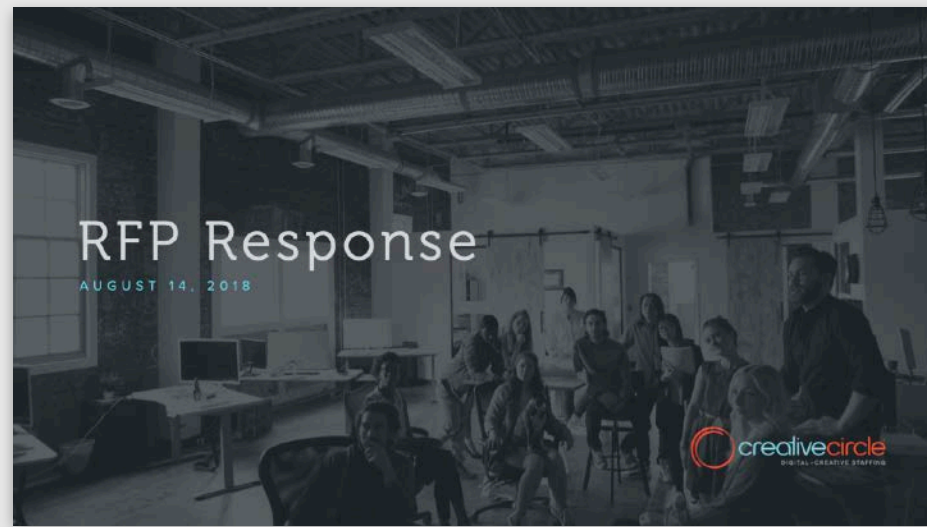 RFP Response
AUGUST 14, 2018
creativecircle
DIGITAL+CREATIVE STAFFING